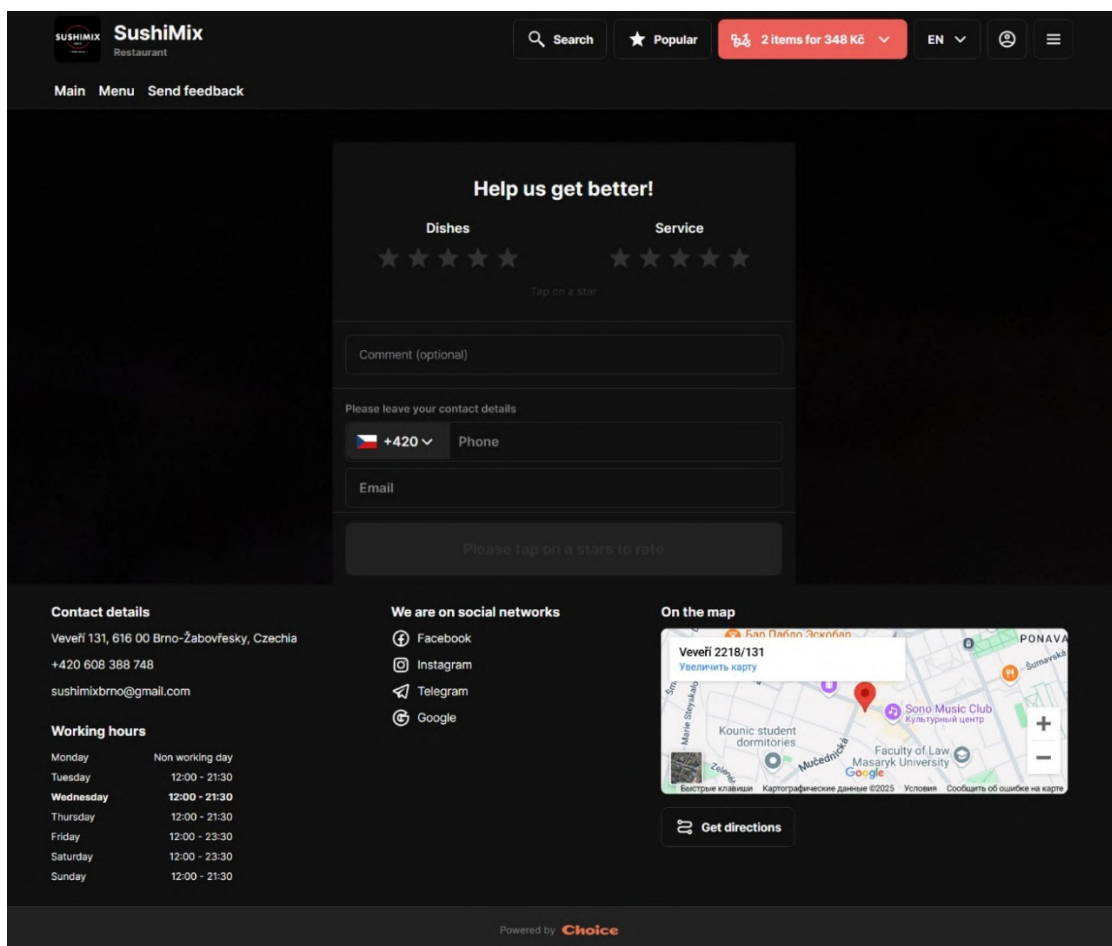 SUSHIMIX
SushiMix
Restaurant
Search
Popular
2 items for 348 Kč
EN
Main Menu Send feedback
Help us get better!
Dishes
Service
Tap on a star
Comment (optional)
Please leave your contact details
+420
Phone
Email
Please tap on a stars to rate
Contact details
Veveří 131, 616 00 Brno-Žabovřesky, Czechia
+420 608 388 748
sushimixbrno@gmail.com
Working hours
Monday Non working day
Tuesday 12:00 - 21:30
Wednesday 12:00 - 21:30
Thursday 12:00 - 21:30
Friday 12:00 - 23:30
Saturday 12:00 - 23:30
Sunday 12:00 - 21:30
We are on social networks
Facebook
Instagram
Telegram
Google
On the map
Бар Пабло Эскобар
PONAVA
Veveří 2218/131
Увеличить карту
Šumavská
Marie Steyskalo
Sono Music Club
Культурный центр
Kounic student
dormitories
Mučednická
Faculty of Law
Masaryk University
Google
Быстрые клавиши Картографические данные ©2025 Условия Сообщить об ошибке на карте
Get directions
Powered by Choice